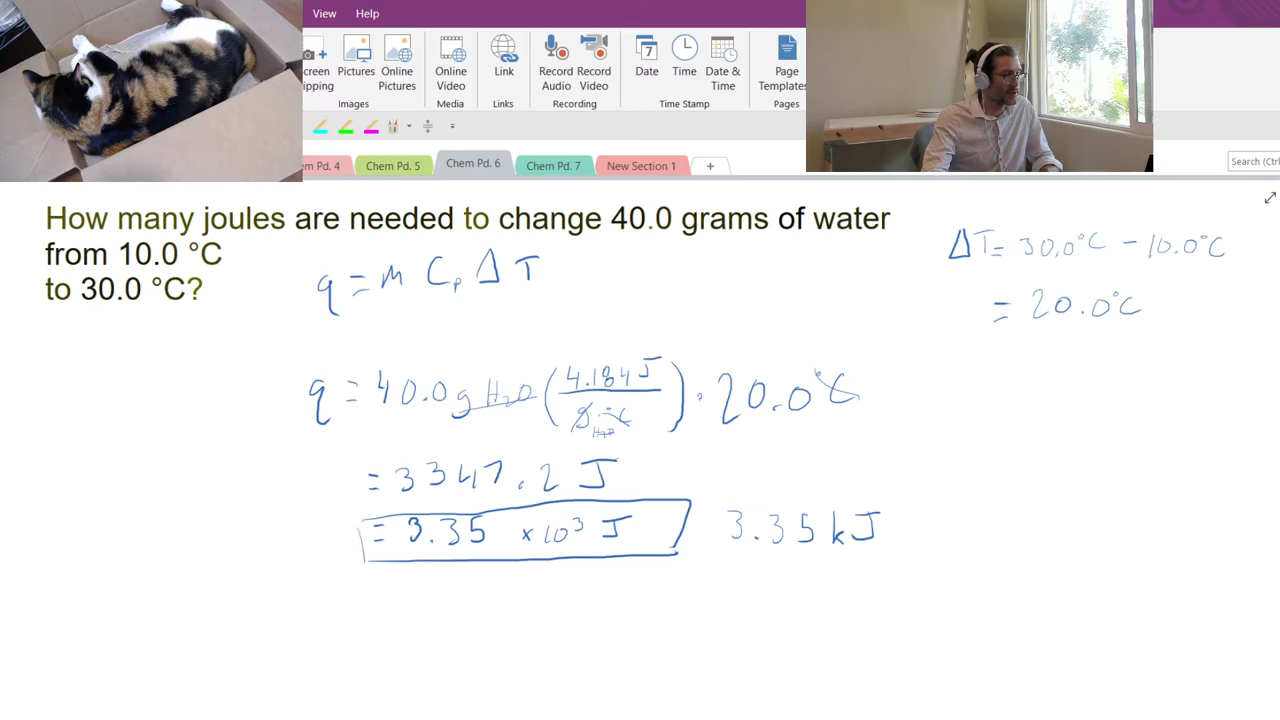 View Help
Screen Clipping Pictures Online Pictures Online Video Link Record Audio Record Video Date Time Date & Time Page Templates
Images Media Links Recording Time Stamp Pages
Chem Pd. 4 Chem Pd. 5 Chem Pd. 6 Chem Pd. 7 New Section 1 +
Search (Ctrl
How many joules are needed to change 40.0 grams of water
from 10.0 °C
to 30.0 °C?
q = m Cp Δ T
ΔT = 30.0°C - 10.0°C
= 20.0°C
q = 40.0 g H2O (4.184 J / g·°C H2O) · 20.0°C
= 3347.2 J
= 3.35 ×10³ J 3.35 kJ